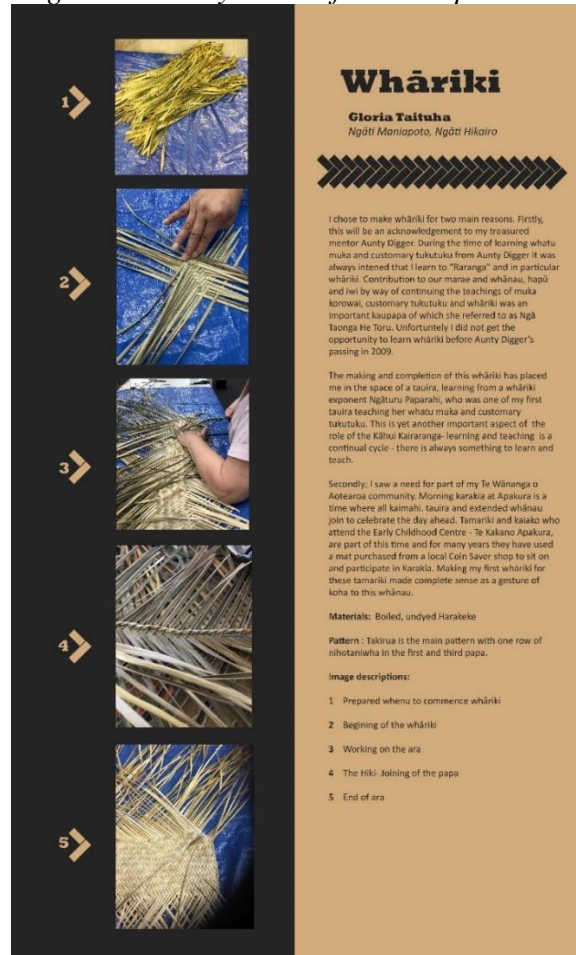 Whāriki
Gloria Taituha
Ngāti Maniapoto, Ngāti Hikairo
I chose to make whāriki for two main reasons. Firstly,
this will be an acknowledgement to my treasured
mentor Aunty Digger. During the time of learning whatu
muka and customary tukutuku from Aunty Digger it was
always intened that I learn to “Raranga” and in particular
whāriki. Contribution to our marae and whānau, hapū
and iwi by way of continuing the teachings of muka
korowai, customary tukutuku and whāriki was an
important kaupapa of which she referred to as Ngā
Taonga He Toru. Unfortuntely I did not get the
opportunity to learn whāriki before Aunty Digger’s
passing in 2009.
The making and completion of this whāriki has placed
me in the space of a tauira, learning from a whāriki
exponent Ngāturu Paparahi, who was one of my first
tauira teaching her whatu muka and customary
tukutuku. This is yet another important aspect of the
role of the Kāhui Kairaranga- learning and teaching is a
continual cycle - there is always something to learn and
teach.
Secondly; I saw a need for part of my Te Wānanga o
Aotearoa community. Morning karakia at Apakura is a
time where all kaimahi, tauira and extended whānau
join to celebrate the day ahead. Tamariki and kaiako who
attend the Early Childhood Centre - Te Kakano Apakura,
are part of this time and for many years they have used
a mat purchased from a local Coin Saver shop to sit on
and participate in Karakia. Making my first whāriki for
these tamariki made complete sense as a gesture of
koha to this whānau.
Materials: Boiled, undyed Harakeke
Pattern : Takirua is the main pattern with one row of
nihotaniwha in the first and third papa.
Image descriptions:
1 Prepared whenu to commence whāriki
2 Begining of the whāriki
3 Working on the ara
4 The Hiki- Joining of the papa
5 End of ara
1
2
3
4
5